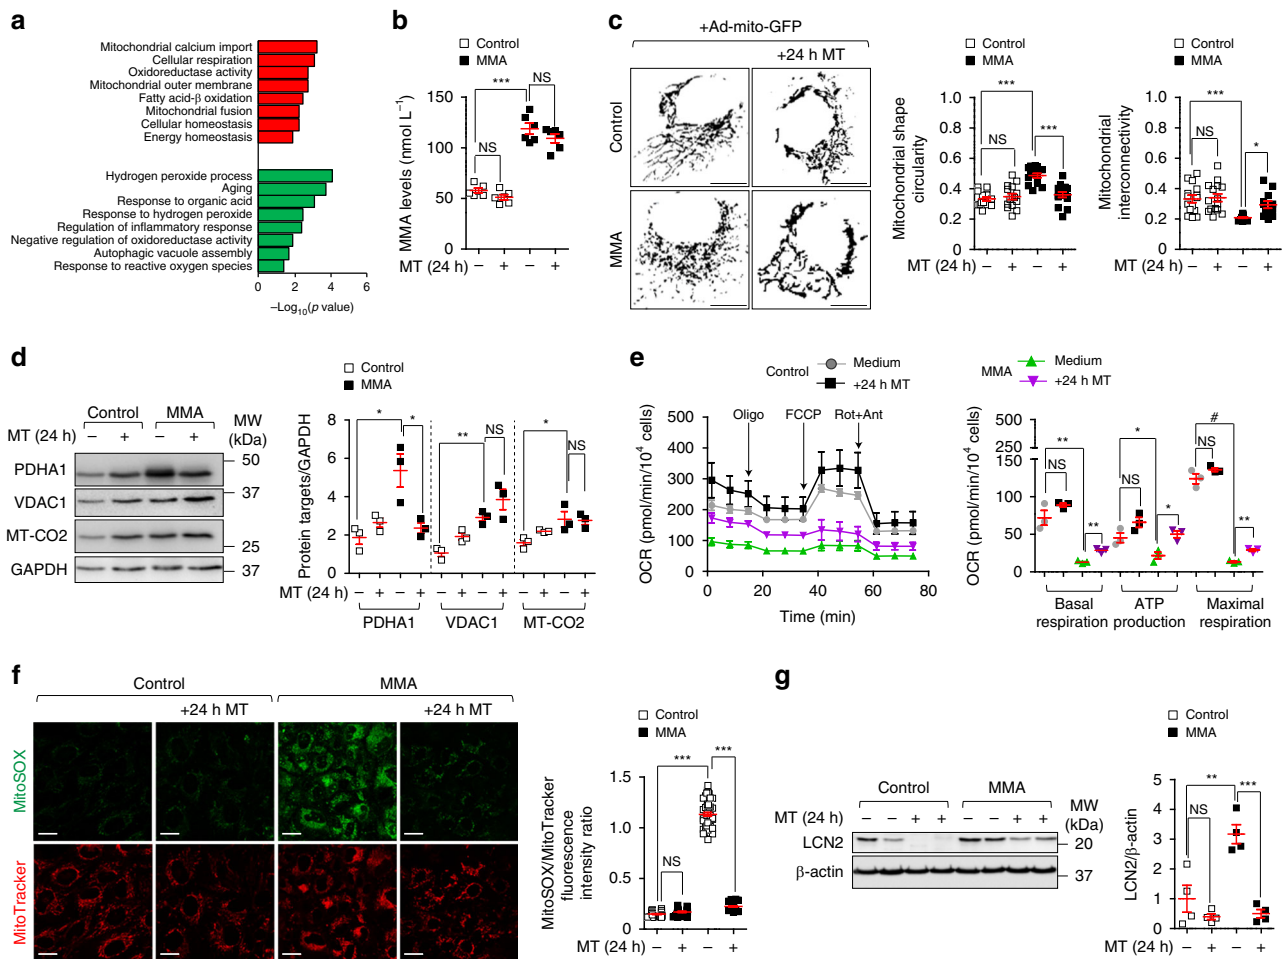 a
Mitochondrial calcium import
Cellular respiration
Oxidoreductase activity
Mitochondrial outer membrane
Fatty acid-β oxidation
Mitochondrial fusion
Cellular homeostasis
Energy homeostasis
Hydrogen peroxide process
Aging
Response to organic acid
Response to hydrogen peroxide
Regulation of inflammatory response
Negative regulation of oxidoreductase activity
Autophagic vacuole assembly
Response to reactive oxygen species
0 2 4 6
−Log10(p value)
b
Control
MMA
*** NS
NS
MMA levels (nmol L−1)
150
100
50
0
MT (24 h) − + − +
c
+Ad-mito-GFP
+24 h MT
Control
MMA
Control
MMA
***
NS
***
Mitochondrial shape
circularity
1.0
0.8
0.6
0.4
0.2
0
MT (24 h) − + − +
Control
MMA
***
NS
*
Mitochondrial
interconnectivity
1.0
0.8
0.6
0.4
0.2
0
MT (24 h) − + − +
d
Control MMA MW
(kDa)
MT (24 h) − + − +
PDHA1 50
VDAC1 37
MT-CO2 25
GAPDH 37
Control
MMA
* * ** NS * NS
Protein targets/GAPDH
8
6
4
2
0
MT (24 h) − + − + − + − + − + − +
PDHA1 VDAC1 MT-CO2
e
Control Medium
+24 h MT
MMA Medium
+24 h MT
Oligo FCCP Rot+Ant
OCR (pmol/min/104 cells)
500
400
300
200
100
0
0 20 40 60 80
Time (min)
OCR (pmol/min/104 cells)
500
250
150
100
50
0
** NS ** * NS * # NS **
Basal
respiration
ATP
production
Maximal
respiration
f
Control MMA
+24 h MT +24 h MT
MitoSOX
MitoTracker
Control
MMA
*** ***
NS
MitoSOX/MitoTracker
fluorescence
intensity ratio
1.5
1.0
0.5
0
MT (24 h) − + − +
g
Control MMA MW
(kDa)
MT (24 h) − − + + − − + +
LCN2 20
β-actin 37
Control
MMA
** ***
NS
LCN2/β-actin
5
4
3
2
1
0
MT (24 h) − + − +